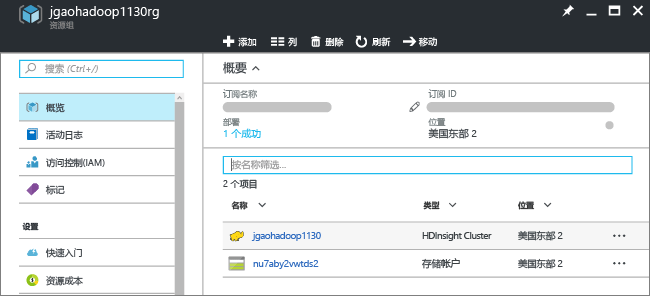 jgaohadoop1130rg
资源组
添加 列 删除 刷新 移动
搜索 (Ctrl+/)
概览
活动日志
访问控制(IAM)
标记
设置
快速入门
资源成本
概要
订阅名称 订阅 ID
部署 位置
1 个成功 美国东部 2
按名称筛选...
2 个项目
名称 类型 位置
jgaohadoop1130 HDInsight Cluster 美国东部 2
nu7aby2vwtds2 存储帐户 美国东部 2